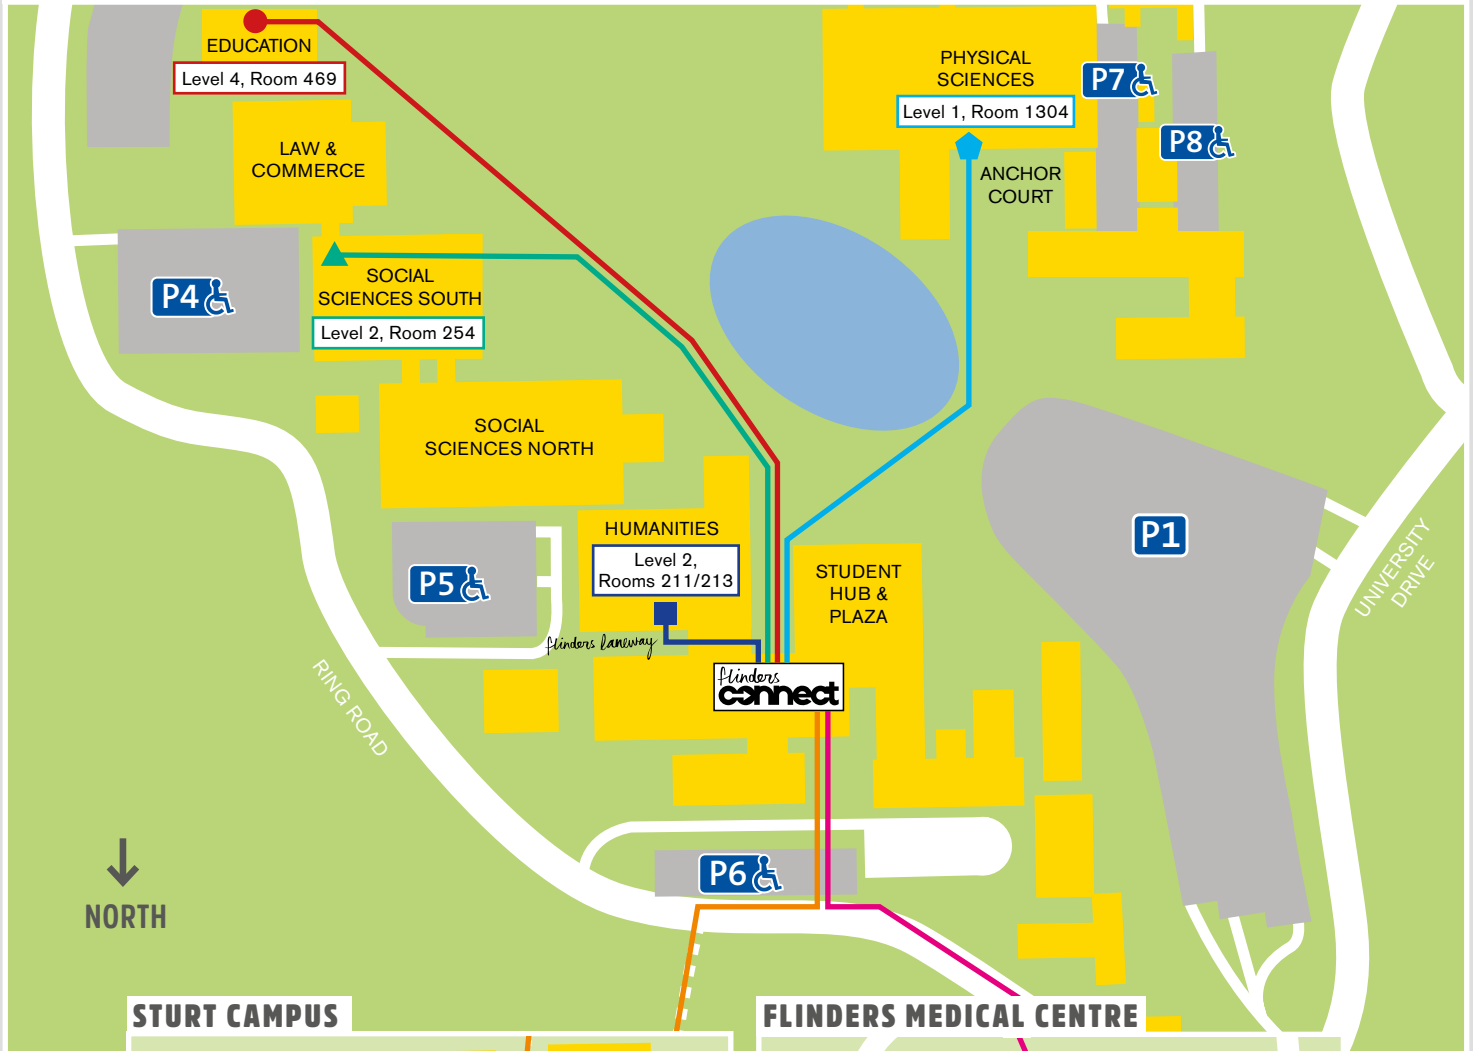 EDUCATION
Level 4, Room 469
LAW &
COMMERCE
PHYSICAL
SCIENCES
Level 1, Room 1304
ANCHOR
COURT
P7
P8
P4
SOCIAL
SCIENCES SOUTH
Level 2, Room 254
SOCIAL
SCIENCES NORTH
HUMANITIES
Level 2,
Rooms 211/213
P5
flinders laneway
STUDENT
HUB &
PLAZA
P1
UNIVERSITY
DRIVE
flinders
connect
RING ROAD
P6
NORTH
STURT CAMPUS
FLINDERS MEDICAL CENTRE